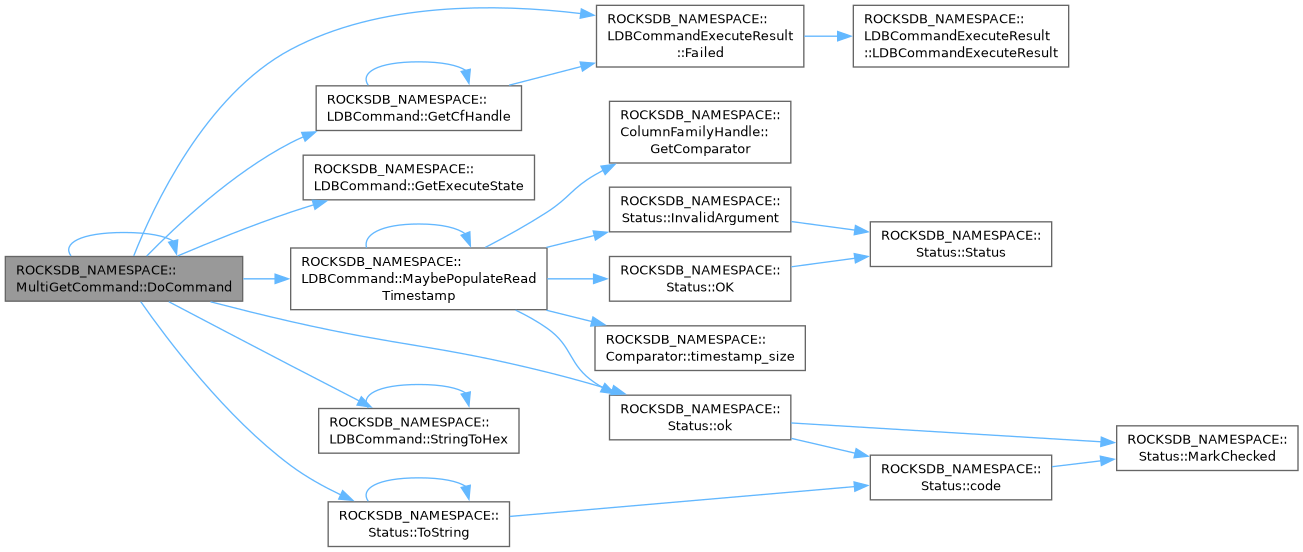 ROCKSDB_NAMESPACE::
MultiGetCommand::DoCommand
ROCKSDB_NAMESPACE::
LDBCommandExecuteResult
::Failed
ROCKSDB_NAMESPACE::
LDBCommandExecuteResult
::LDBCommandExecuteResult
ROCKSDB_NAMESPACE::
LDBCommand::GetCfHandle
ROCKSDB_NAMESPACE::
LDBCommand::GetExecuteState
ROCKSDB_NAMESPACE::
LDBCommand::MaybePopulateRead
Timestamp
ROCKSDB_NAMESPACE::
ColumnFamilyHandle::
GetComparator
ROCKSDB_NAMESPACE::
Status::InvalidArgument
ROCKSDB_NAMESPACE::
Status::Status
ROCKSDB_NAMESPACE::
Status::OK
ROCKSDB_NAMESPACE::
Comparator::timestamp_size
ROCKSDB_NAMESPACE::
Status::ok
ROCKSDB_NAMESPACE::
Status::MarkChecked
ROCKSDB_NAMESPACE::
Status::code
ROCKSDB_NAMESPACE::
LDBCommand::StringToHex
ROCKSDB_NAMESPACE::
Status::ToString